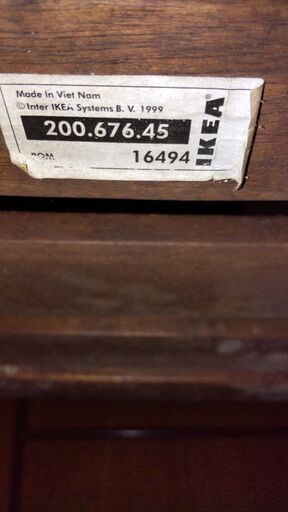 Made in Viet Nam
©Inter IKEA Systems B. V. 1999
200.676.45
16494
IKEA®